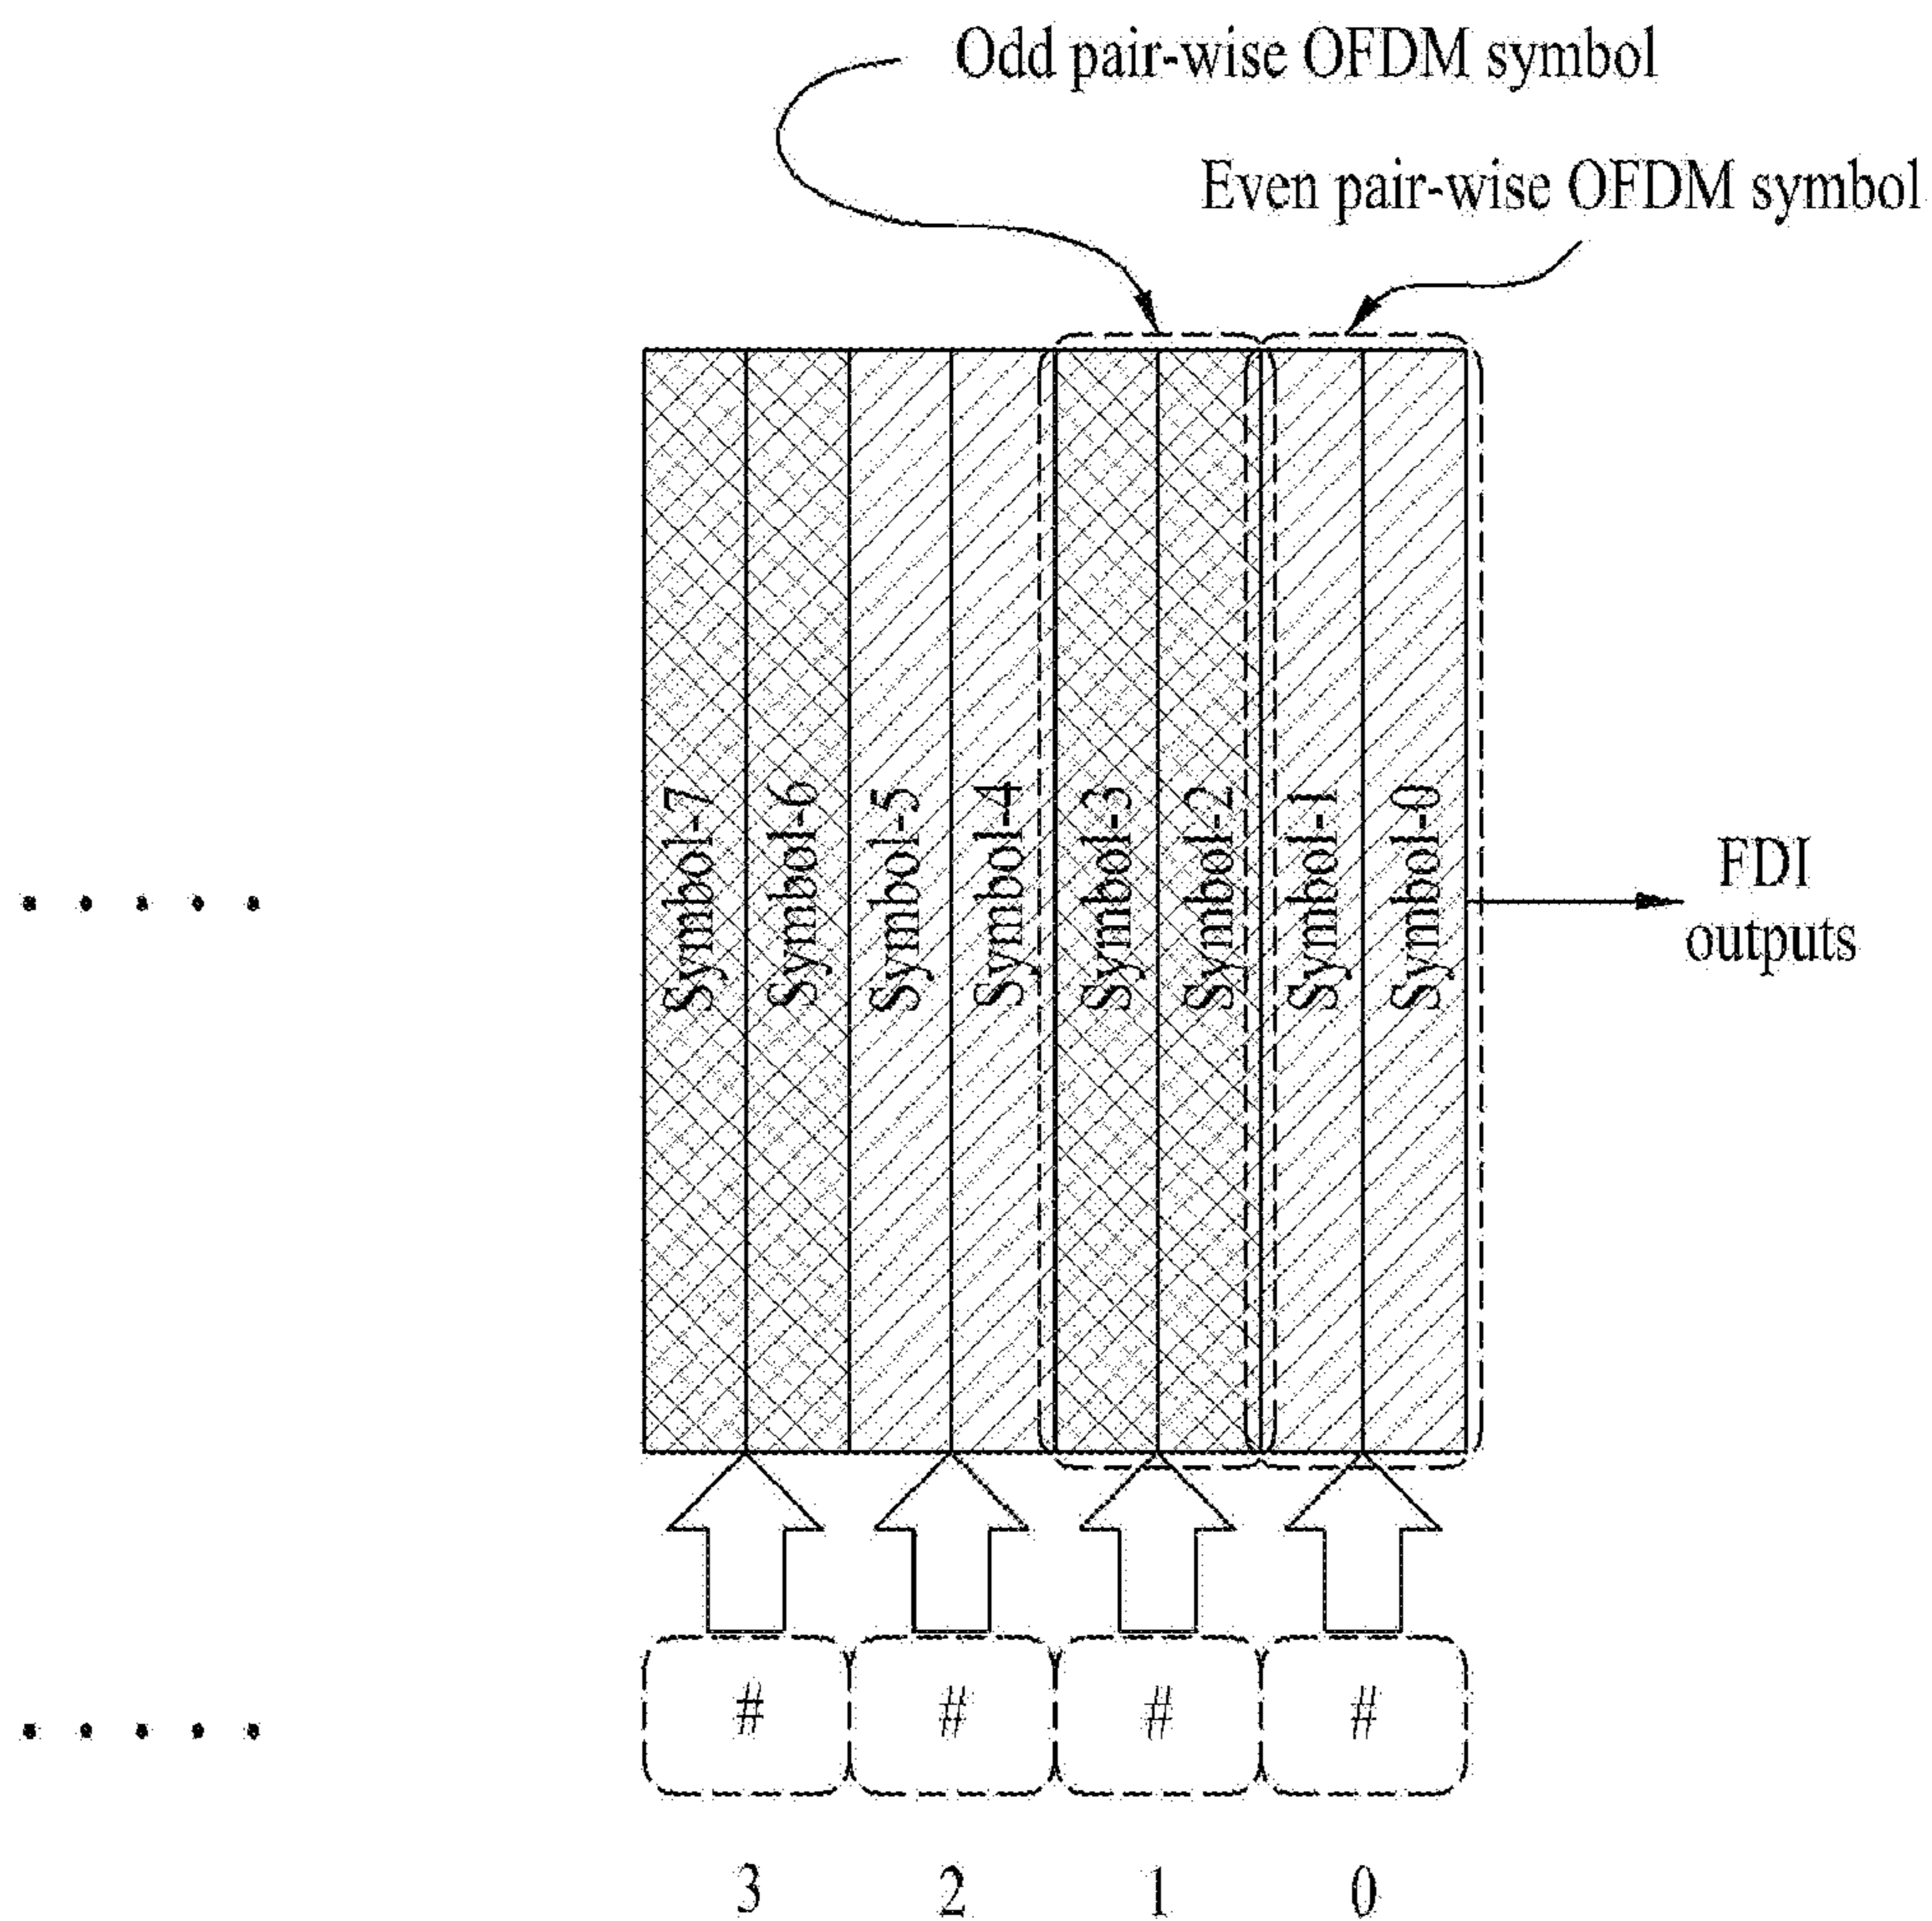 Odd pair-wise OFDM symbol
Even pair-wise OFDM symbol
Symbol-7
Symbol-6
Symbol-5
Symbol-4
Symbol-3
Symbol-2
Symbol-1
Symbol-0
FDI
outputs
# # # #
3 2 1 0